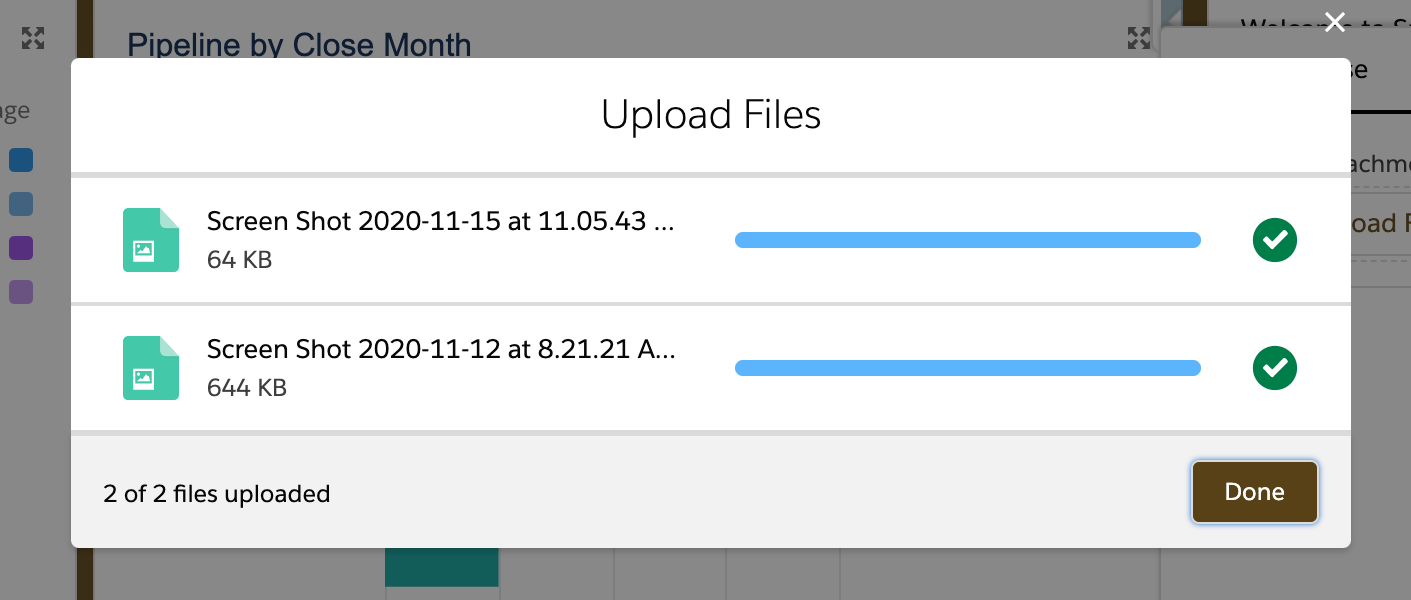 Pipeline by Close Month
Welcome to S
se
age
Upload Files
achme
Screen Shot 2020-11-15 at 11.05.43 ...
64 KB
oad F
Screen Shot 2020-11-12 at 8.21.21 A...
644 KB
2 of 2 files uploaded
Done